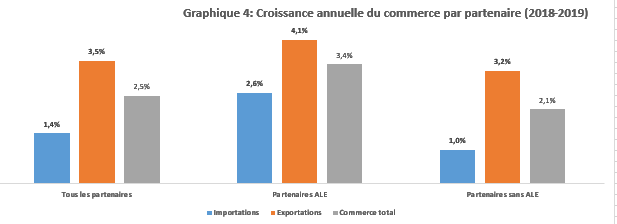 Graphique 4: Croissance annuelle du commerce par partenaire (2018-2019)
1,4%
3,5%
2,5%
2,6%
4,1%
3,4%
1,0%
3,2%
2,1%
Tous les partenaires
Partenaires ALE
Partenaires sans ALE
Importations
Exportations
Commerce total